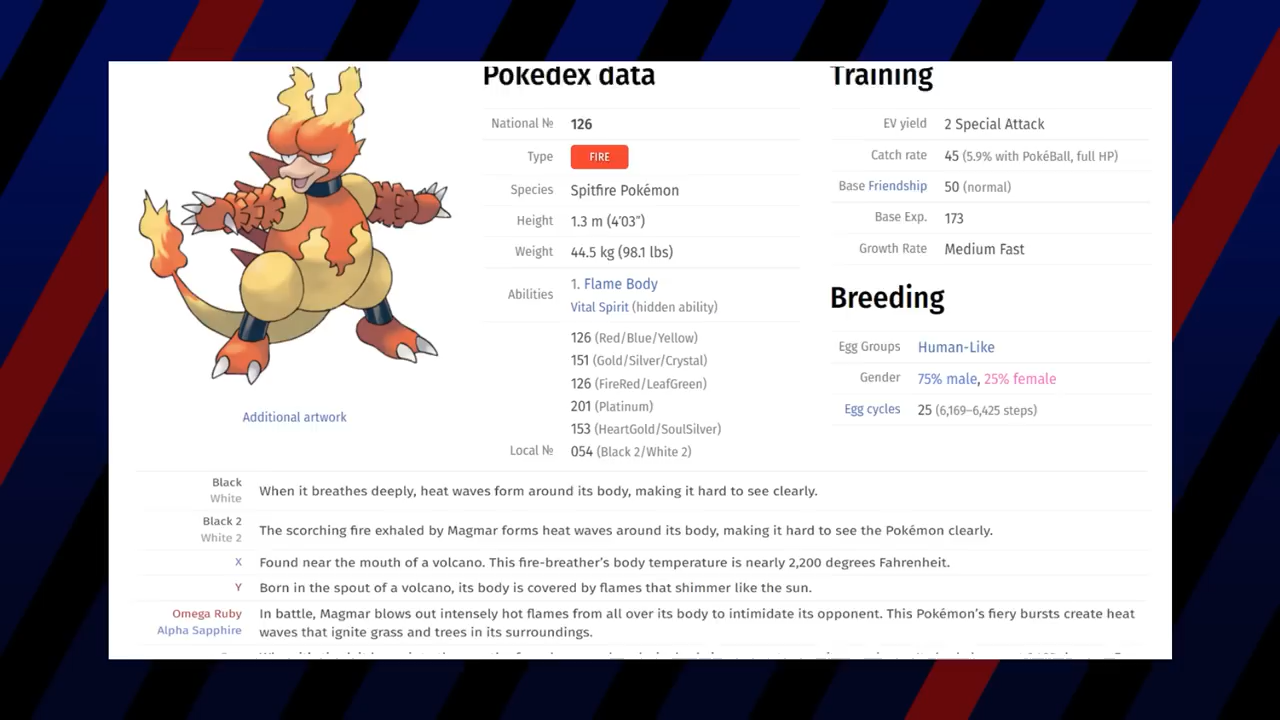 Pokédex data
National № 126
Type FIRE
Species Spitfire Pokémon
Height 1.3 m (4′03″)
Weight 44.5 kg (98.1 lbs)
Abilities 1. Flame Body
Vital Spirit (hidden ability)
126 (Red/Blue/Yellow)
151 (Gold/Silver/Crystal)
126 (FireRed/LeafGreen)
201 (Platinum)
153 (HeartGold/SoulSilver)
Local № 054 (Black 2/White 2)
Training
EV yield 2 Special Attack
Catch rate 45 (5.9% with PokéBall, full HP)
Base Friendship 50 (normal)
Base Exp. 173
Growth Rate Medium Fast
Breeding
Egg Groups Human-Like
Gender 75% male, 25% female
Egg cycles 25 (6,169–6,425 steps)
Additional artwork
Black
White
When it breathes deeply, heat waves form around its body, making it hard to see clearly.
Black 2
White 2
The scorching fire exhaled by Magmar forms heat waves around its body, making it hard to see the Pokémon clearly.
X Found near the mouth of a volcano. This fire-breather's body temperature is nearly 2,200 degrees Fahrenheit.
Y Born in the spout of a volcano, its body is covered by flames that shimmer like the sun.
Omega Ruby
Alpha Sapphire
In battle, Magmar blows out intensely hot flames from all over its body to intimidate its opponent. This Pokémon's fiery bursts create heat
waves that ignite grass and trees in its surroundings.